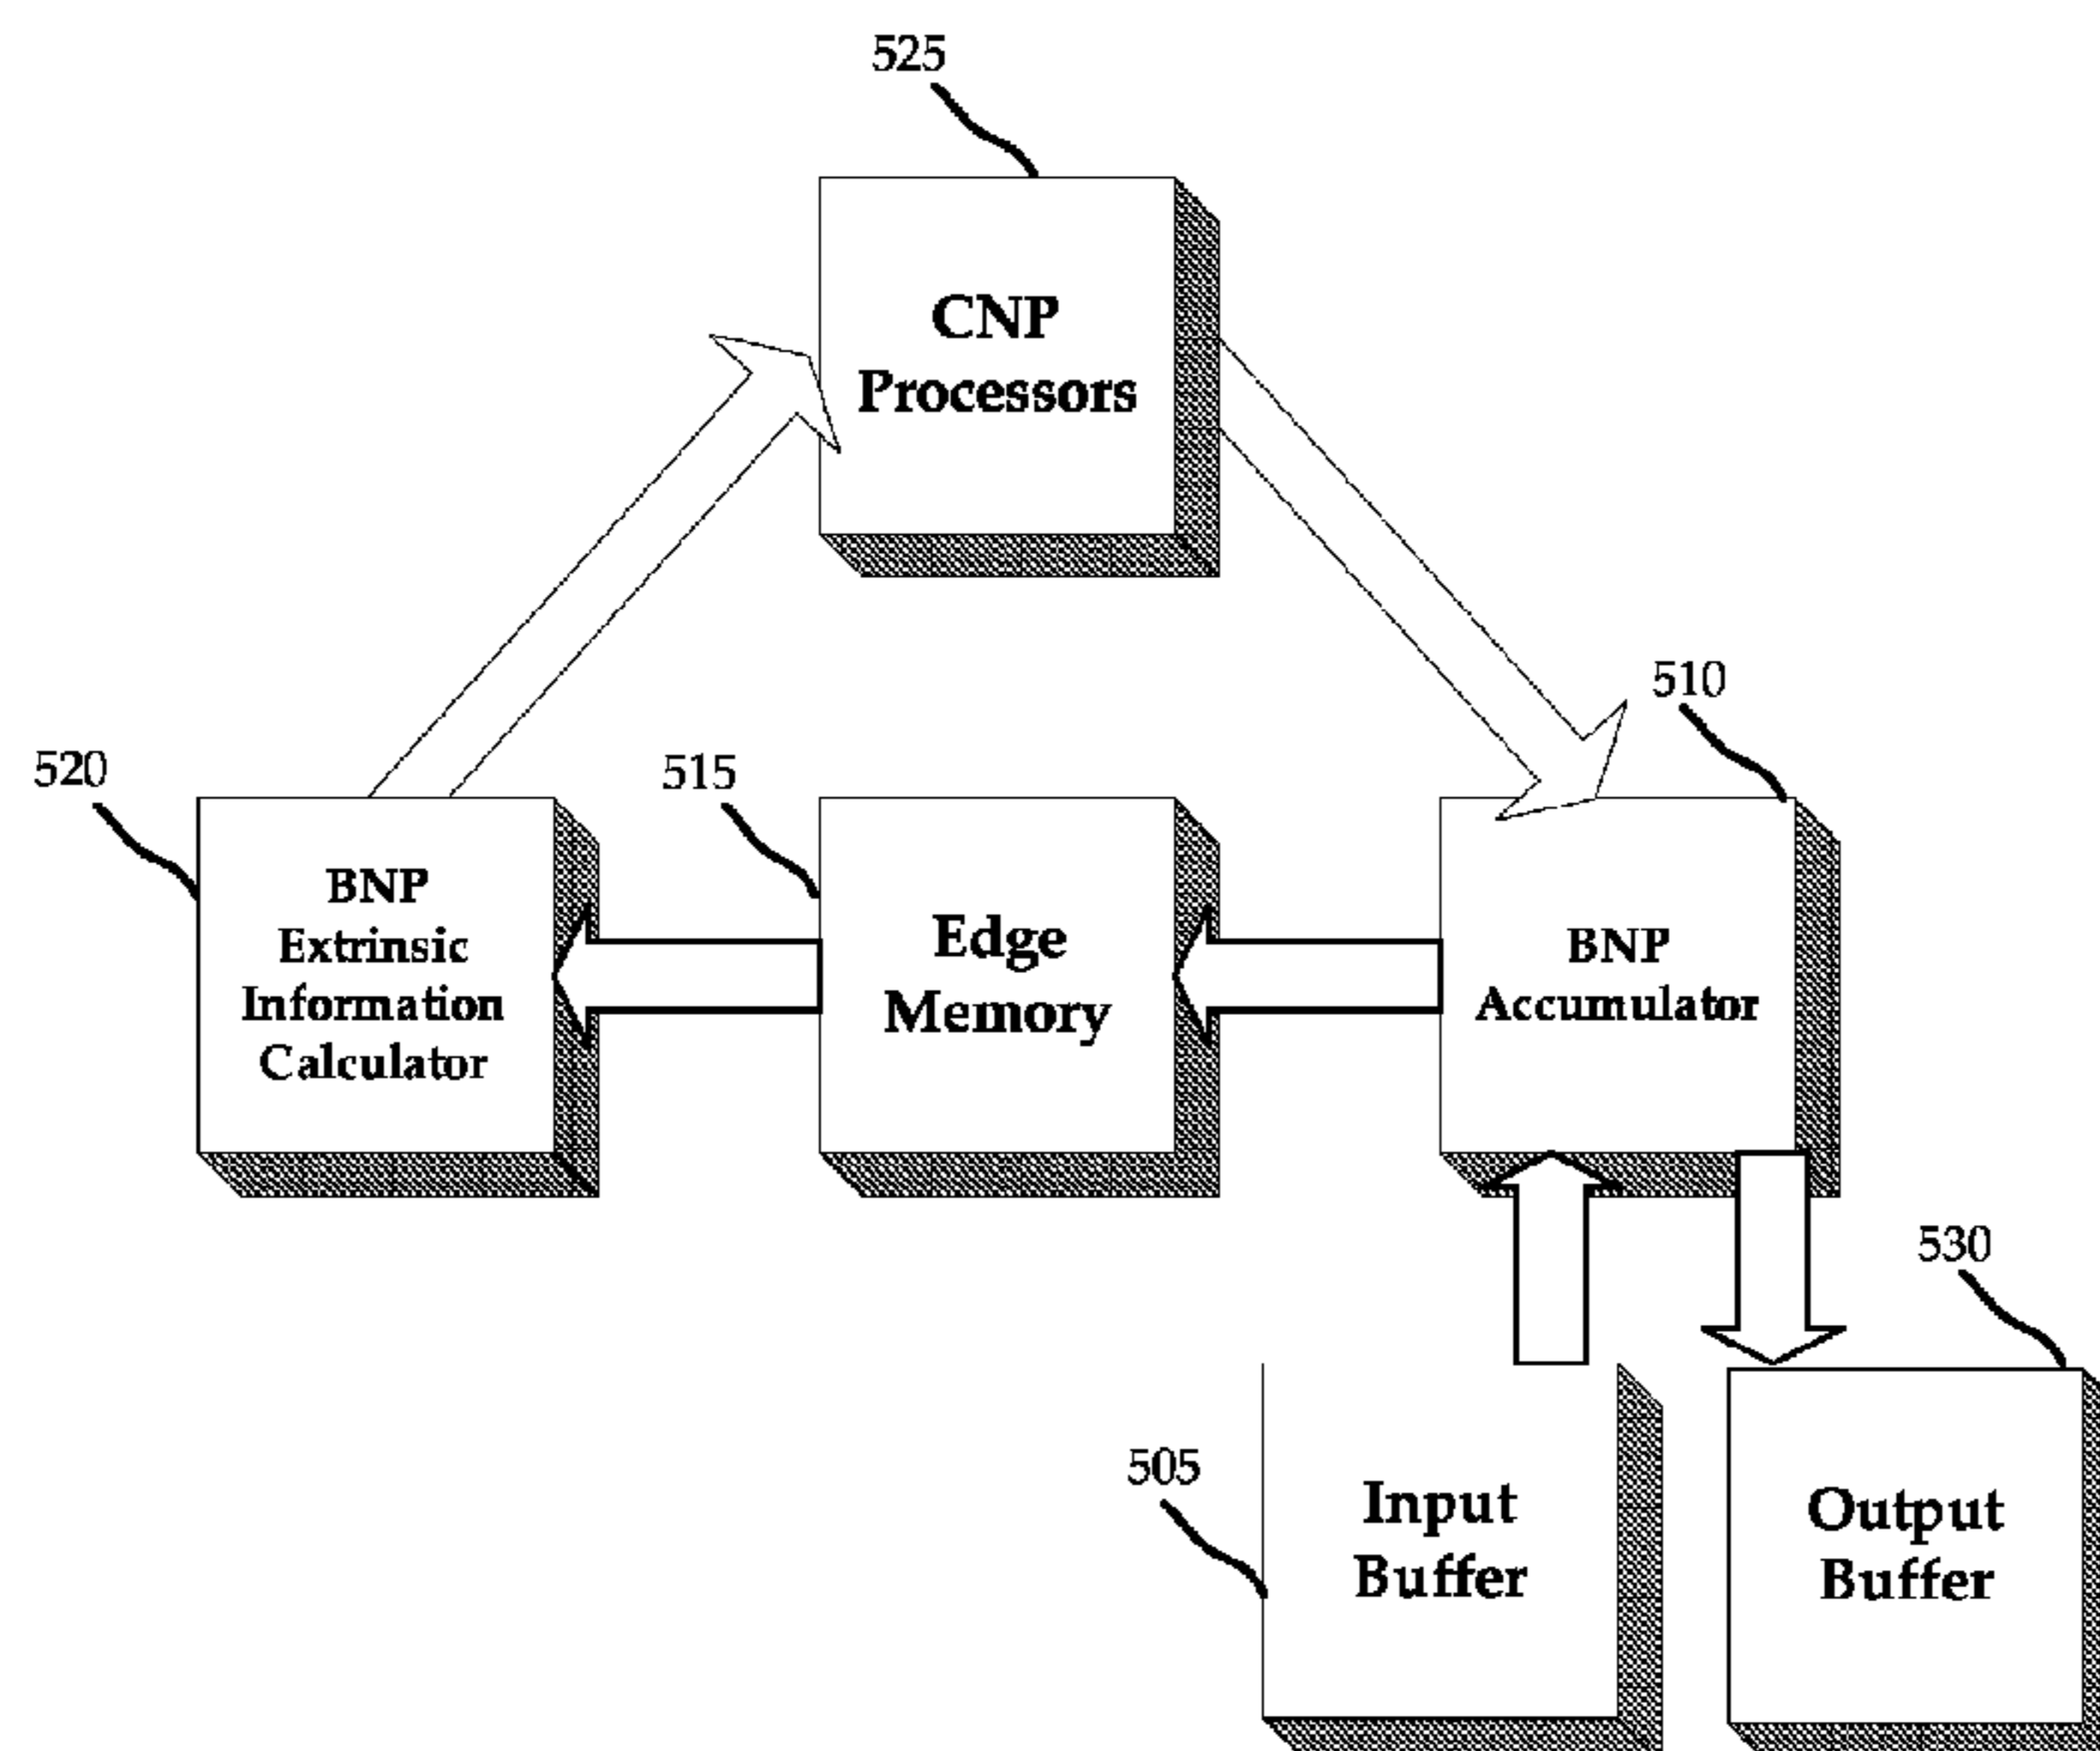 525
CNP
Processors
510
520
515
BNP
Extrinsic
Information
Calculator
Edge
Memory
BNP
Accumulator
530
505
Input
Buffer
Output
Buffer